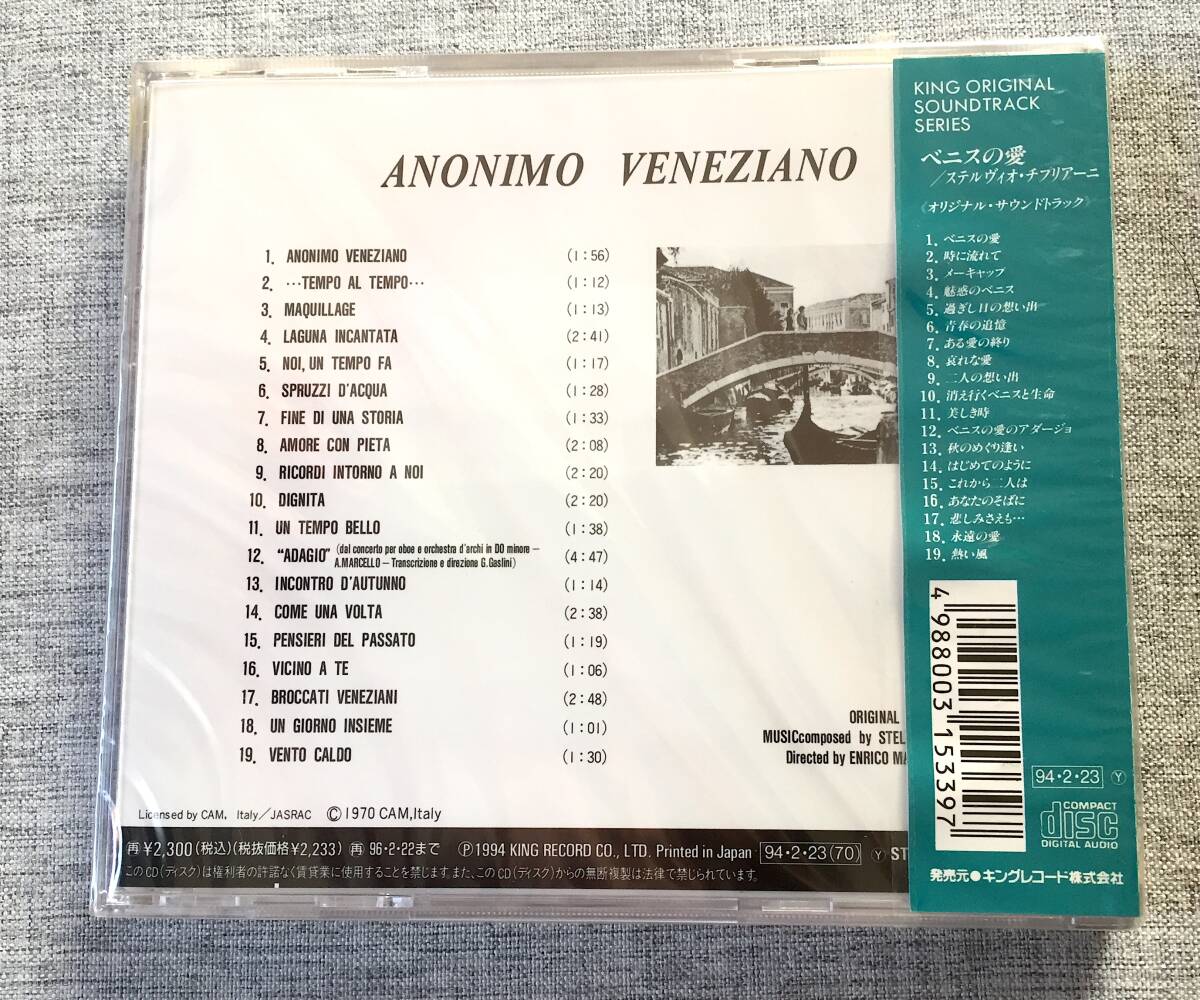 ANONIMO VENEZIANO
1. ANONIMO VENEZIANO (1:56)
2. ···TEMPO AL TEMPO··· (1:12)
3. MAQUILLAGE (1:13)
4. LAGUNA INCANTATA (2:41)
5. NOI, UN TEMPO FA (1:17)
6. SPRUZZI D'ACQUA (1:28)
7. FINE DI UNA STORIA (1:33)
8. AMORE CON PIETA (2:08)
9. RICORDI INTORNO A NOI (2:20)
10. DIGNITA (2:20)
11. UN TEMPO BELLO (1:38)
12. "ADAGIO" (dal concerto per oboe e orchestra d'archi in DO minore –
A.MARCELLO – Transcrizione e direzione G.Gaslini) (4:47)
13. INCONTRO D'AUTUNNO (1:14)
14. COME UNA VOLTA (2:38)
15. PENSIERI DEL PASSATO (1:19)
16. VICINO A TE (1:06)
17. BROCCATI VENEZIANI (2:48)
18. UN GIORNO INSIEME (1:01)
19. VENTO CALDO (1:30)
ORIGINAL
MUSICcomposed by STEL
Directed by ENRICO MA
Licensed by CAM, Italy/JASRAC ©1970 CAM,Italy
再¥2,300(税込)(税抜価格¥2,233) 再 96·2·22まで Ⓟ1994 KING RECORD CO., LTD. Printed in Japan 94·2·23(70) Ⓨ ST
このCD(ディスク)は権利者の許諾なく賃貸業に使用することを禁じます。また、このCD(ディスク)からの無断複製は法律で禁じられています。
KING ORIGINAL
SOUNDTRACK
SERIES
ベニスの愛
/ステルヴィオ・チプリアーニ
《オリジナル・サウンドトラック》
1. ベニスの愛
2. 時に流れて
3. メーキャップ
4. 魅惑のベニス
5. 過ぎし日の想い出
6. 青春の追憶
7. ある愛の終り
8. 哀れな愛
9. 二人の想い出
10. 消え行くベニスと生命
11. 美しき時
12. ベニスの愛のアダージョ
13. 秋のめぐり逢い
14. はじめてのように
15. これから二人は
16. あなたのそばに
17. 悲しみさえも…
18. 永遠の愛
19. 熱い風
4 988003 153397
94·2·23 Ⓨ
COMPACT
disc
DIGITAL AUDIO
発売元●キングレコード株式会社